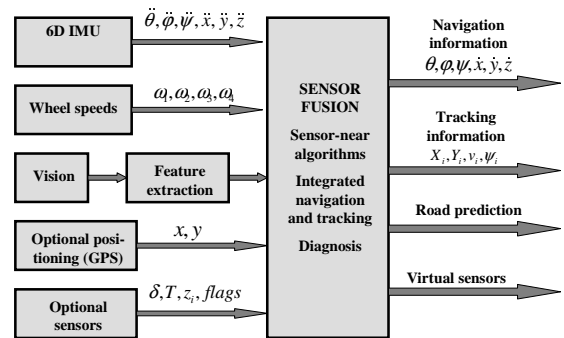 6D IMU
θ̈, φ̈, ψ̈, ẍ, ÿ, z̈
Wheel speeds
ω₁, ω₂, ω₃, ω₄
Vision
Feature
extraction
Optional posi-
tioning (GPS)
x, y
Optional
sensors
δ, T, zᵢ, flags
SENSOR
FUSION
Sensor-near
algorithms
Integrated
navigation
and tracking
Diagnosis
Navigation
information
θ, φ, ψ, ẋ, ẏ, ż
Tracking
information
Xᵢ, Yᵢ, vᵢ, ψᵢ
Road prediction
Virtual sensors